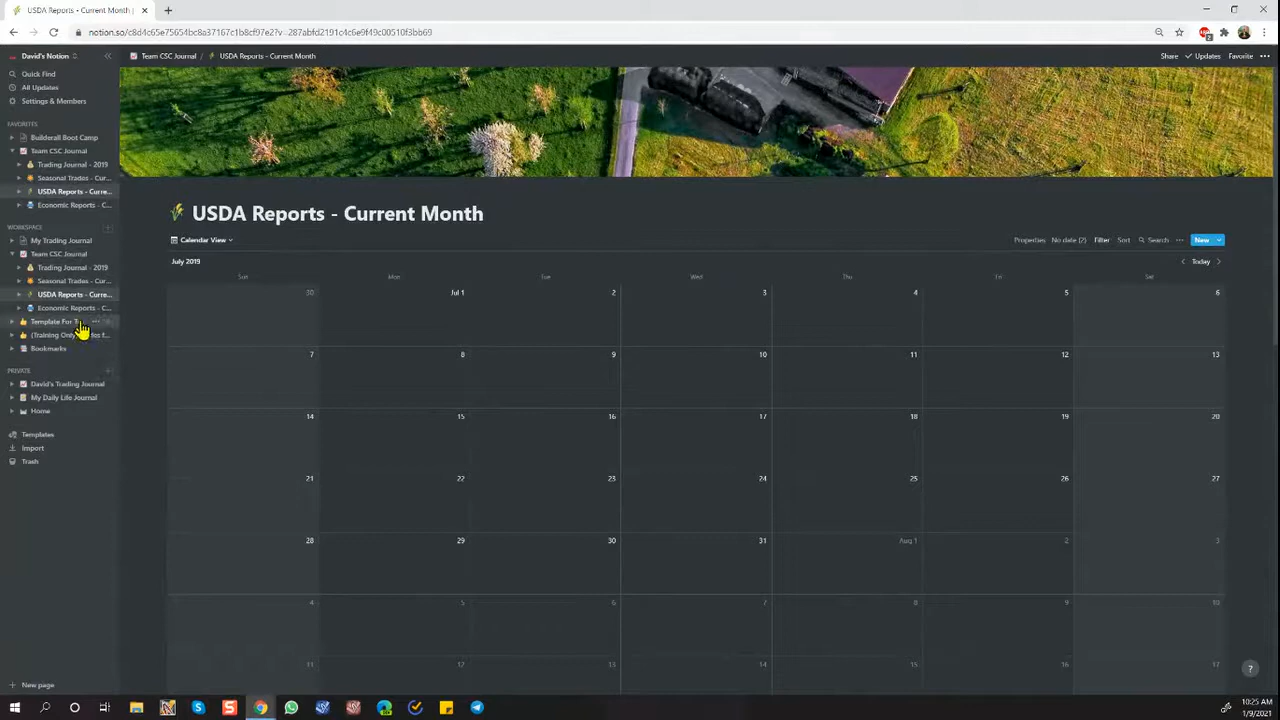 USDA Reports - Current Month
notion.so/c8d4c65e75654bc78a37167c1b8cf97e2?v=287abfd2191c4c6e9f49c00510f3bb69
David's Notion
Team CSC Journal / USDA Reports - Current Month
Share Updates Favorite
Quick Find
All Updates
Settings & Members
FAVORITES
Builderall Boot Camp
Team CSC Journal
Trading Journal - 2019
Seasonal Trades - Cur...
USDA Reports - Curre...
Economic Reports - C...
WORKSPACE
My Trading Journal
Team CSC Journal
Trading Journal - 2019
Seasonal Trades - Cur...
USDA Reports - Curre...
Economic Reports - C...
Template For
(Training Only
Bookmarks
PRIVATE
David's Trading Journal
My Daily Life Journal
Home
Templates
Import
Trash
New page
USDA Reports - Current Month
Calendar View
Properties No date (2) Filter Sort Search New
July 2019
Today
Sun Mon Tue Wed Thu Fri Sat
30 Jul 1 2 3 4 5 6
7 8 9 10 11 12 13
14 15 16 17 18 19 20
21 22 23 24 25 26 27
28 29 30 31 Aug 1 2 3
4 5 6 7 8 9 10
11 12 13 14 15 16 17
?
10:25 AM
1/9/2021